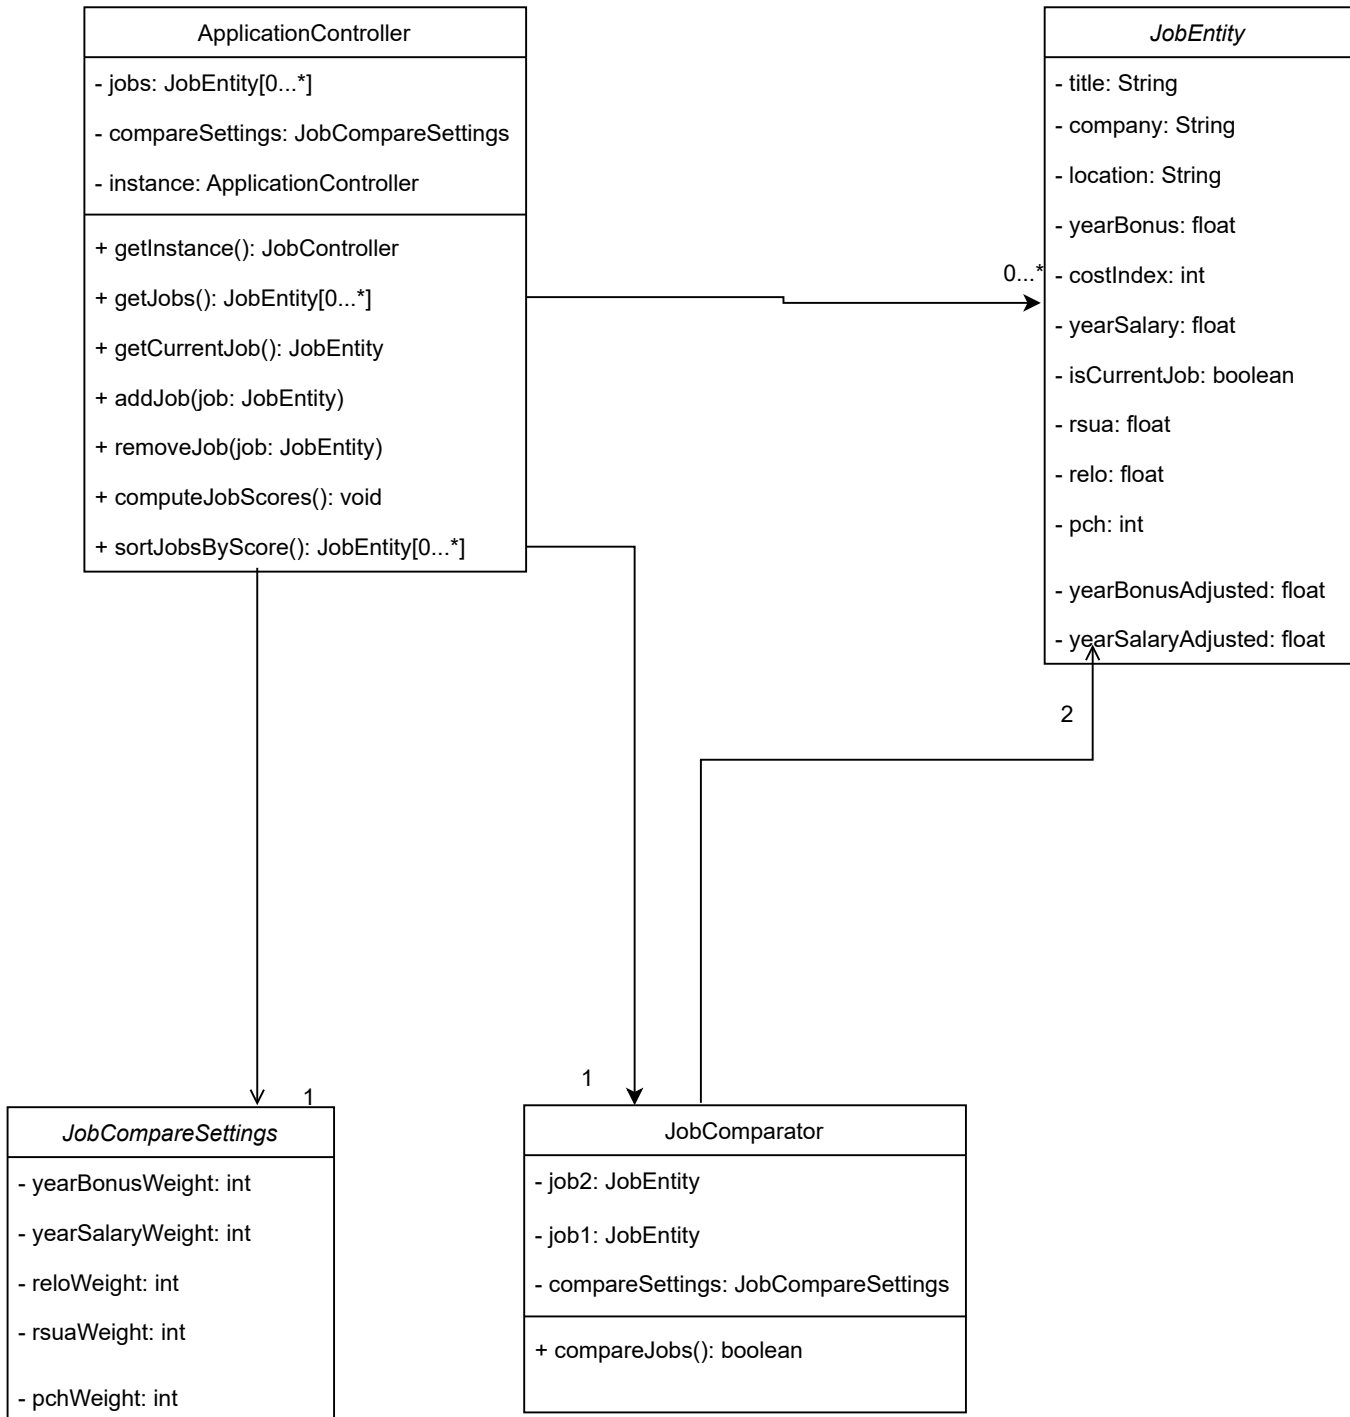 ApplicationController
- jobs: JobEntity[0...*]
- compareSettings: JobCompareSettings
- instance: ApplicationController
+ getInstance(): JobController
+ getJobs(): JobEntity[0...*]
+ getCurrentJob(): JobEntity
+ addJob(job: JobEntity)
+ removeJob(job: JobEntity)
+ computeJobScores(): void
+ sortJobsByScore(): JobEntity[0...*]
0...*
JobEntity
- title: String
- company: String
- location: String
- yearBonus: float
- costIndex: int
- yearSalary: float
- isCurrentJob: boolean
- rsua: float
- relo: float
- pch: int
- yearBonusAdjusted: float
- yearSalaryAdjusted: float
2
1
JobCompareSettings
- yearBonusWeight: int
- yearSalaryWeight: int
- reloWeight: int
- rsuaWeight: int
- pchWeight: int
1
JobComparator
- job2: JobEntity
- job1: JobEntity
- compareSettings: JobCompareSettings
+ compareJobs(): boolean